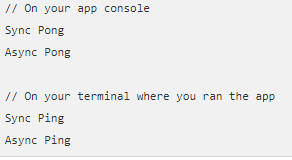 // On your app console
Sync Pong
Async Pong

// On your terminal where you ran the app
Sync Ping
Async Ping